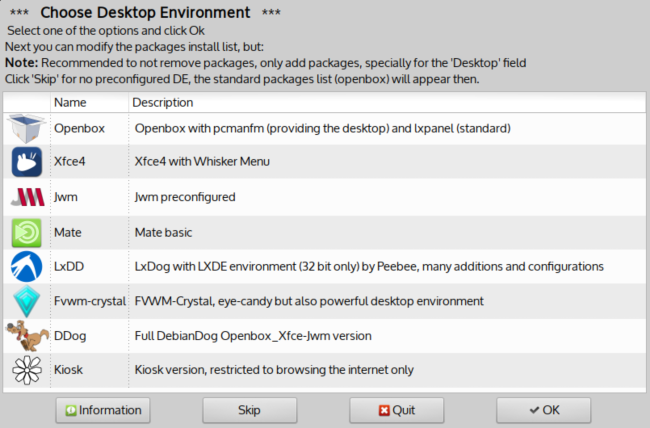 *** Choose Desktop Environment ***
Select one of the options and click Ok
Next you can modify the packages install list, but:
Note: Recommended to not remove packages, only add packages, specially for the 'Desktop' field
Click 'Skip' for no preconfigured DE, the standard packages list (openbox) will appear then.
Name Description
Openbox Openbox with pcmanfm (providing the desktop) and lxpanel (standard)
Xfce4 Xfce4 with Whisker Menu
Jwm Jwm preconfigured
Mate Mate basic
LxDD LxDog with LXDE environment (32 bit only) by Peebee, many additions and configurations
Fvwm-crystal FVWM-Crystal, eye-candy but also powerful desktop environment
DDog Full DebianDog Openbox_Xfce-Jwm version
Kiosk Kiosk version, restricted to browsing the internet only
Information Skip Quit OK